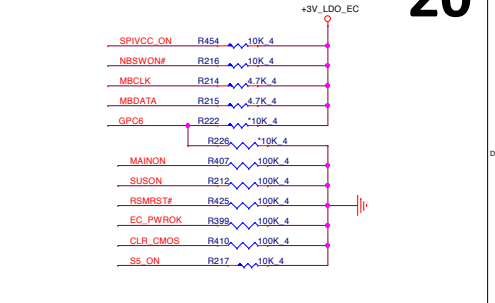 20
+3V_LDO_EC
SPIVCC_ON R454 10K_4
NBSWON# R216 10K_4
MBCLK R214 4.7K_4
MBDATA R215 4.7K_4
GPC6 R222 *10K_4
R226 *10K_4
D
MAINON R407 100K_4
SUSON R212 100K_4
RSMRST# R425 100K_4
EC_PWROK R399 100K_4
CLR_CMOS R410 100K_4
S5_ON R217 10K_4